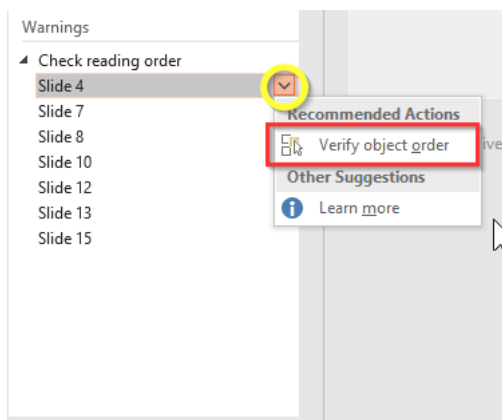 Warnings
Check reading order
Slide 4
Slide 7
Slide 8
Slide 10
Slide 12
Slide 13
Slide 15
Recommended Actions
Verify object order
Other Suggestions
Learn more